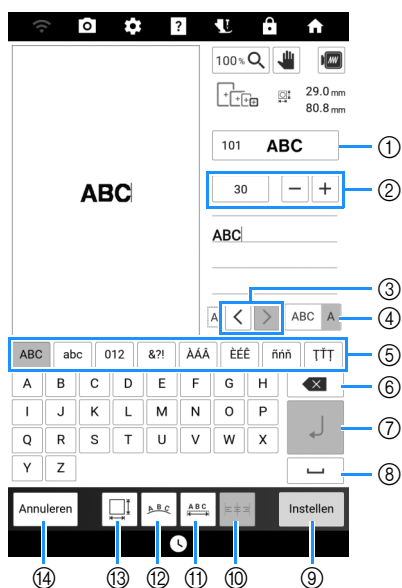 ?
100%
29.0 mm
80.8 mm
101 ABC
①
30 − +
②
ABC
ABC
③
A < > ABC A
④
ABC abc 012 &?! ÀÁÂ ÈÉÊ ñńň ŢŤŢ
⑤
A B C D E F G H
⑥
I J K L M N O P
⑦
Q R S T U V W X
Y Z
⑧
Annuleren ABC ABC Instellen
⑭ ⑬ ⑫ ⑪ ⑩ ⑨